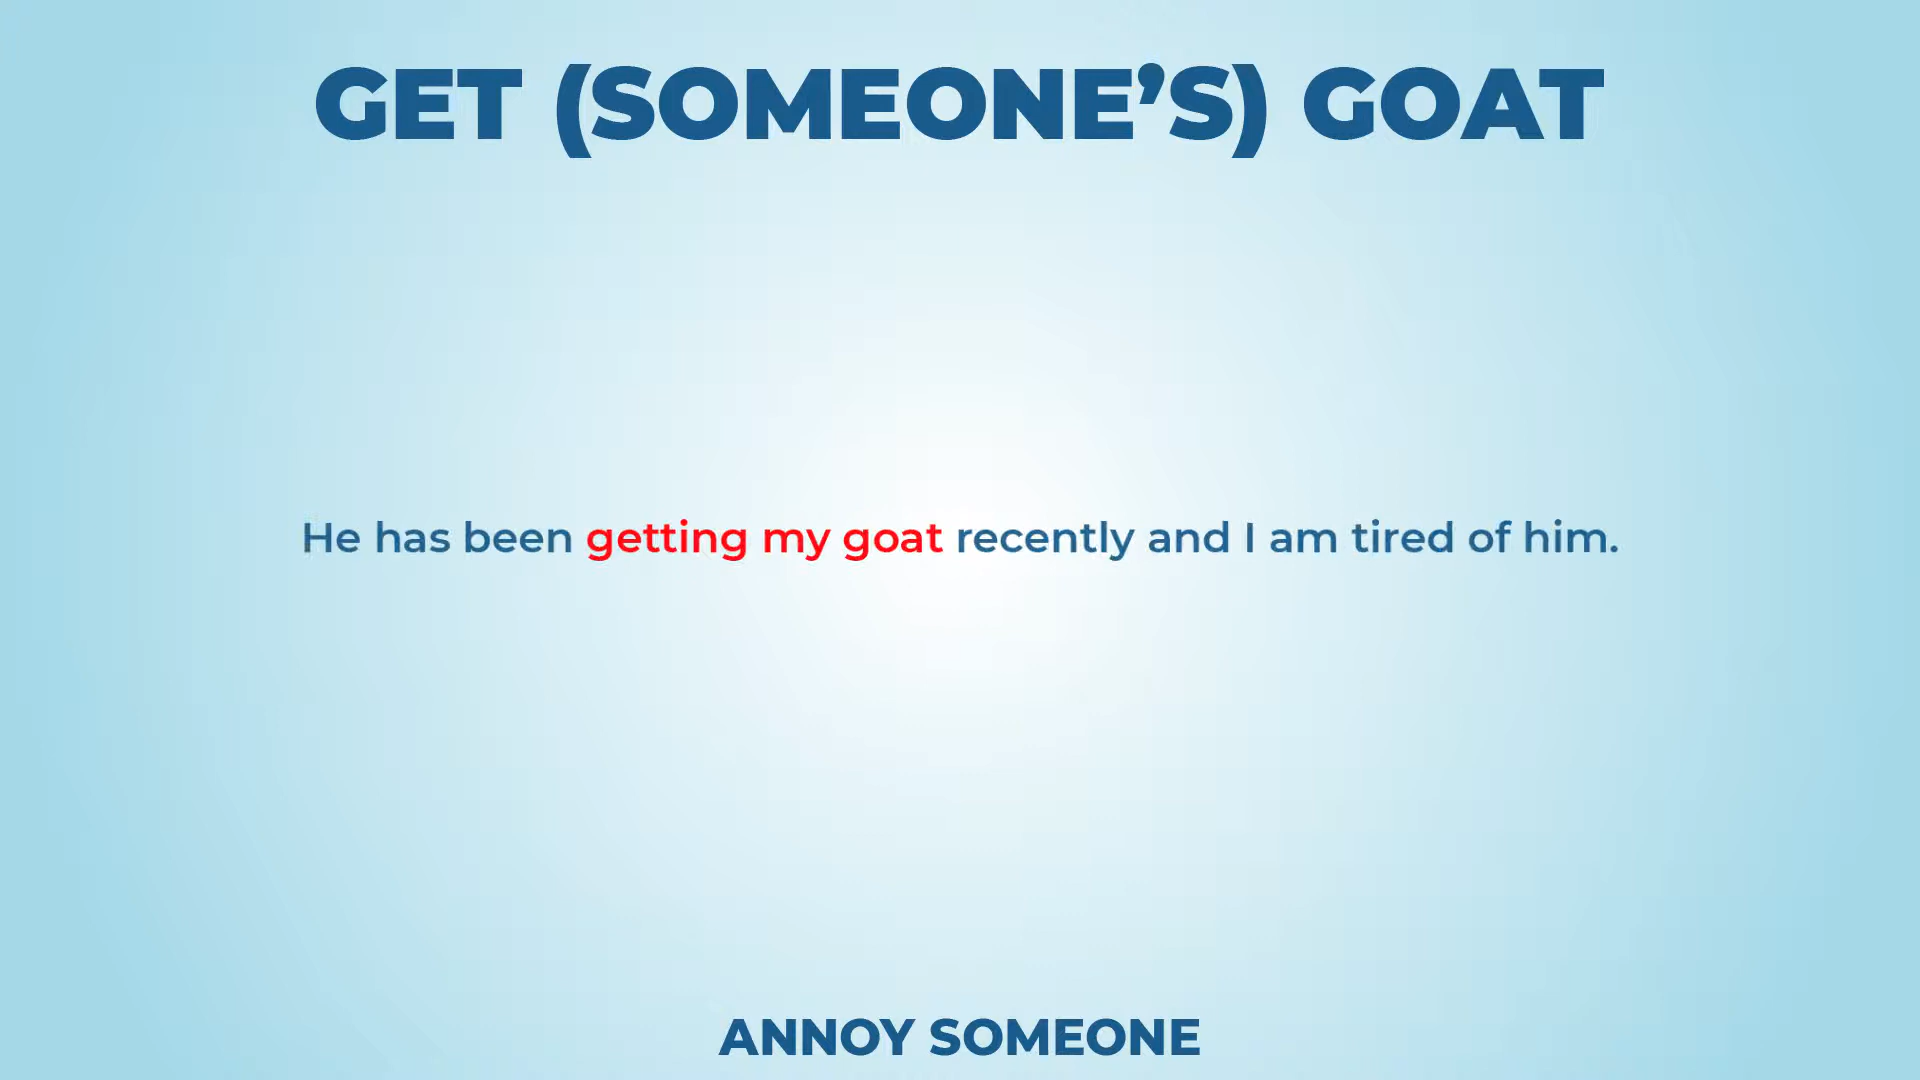 GET (SOMEONE’S) GOAT
He has been getting my goat recently and I am tired of him.
ANNOY SOMEONE